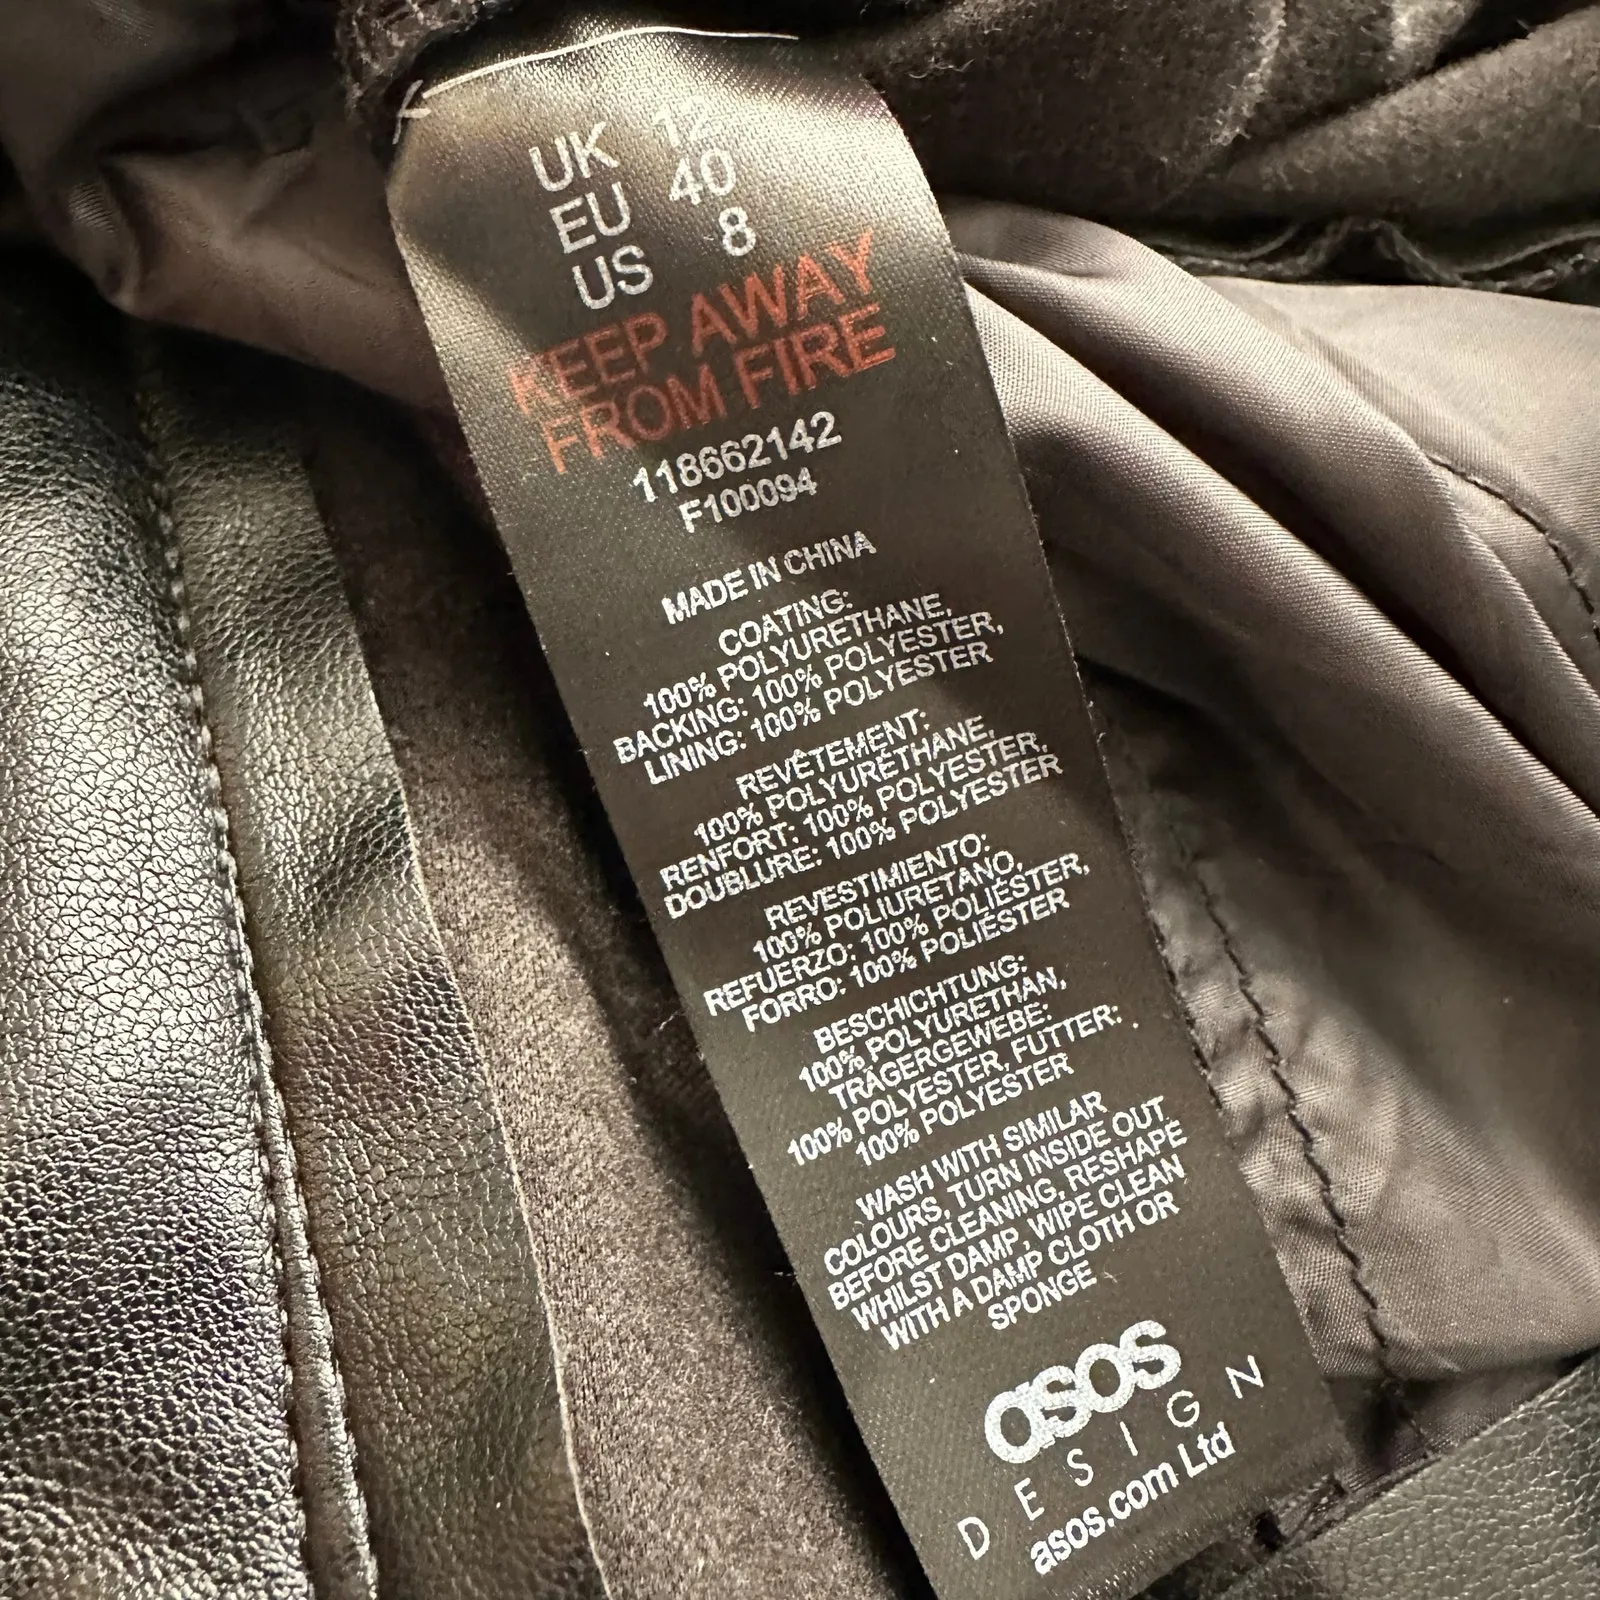 UK 12
EU 40
US 8
KEEP AWAY
FROM FIRE
118662142
F100094
MADE IN CHINA
COATING:
100% POLYURETHANE,
BACKING: 100% POLYESTER,
LINING: 100% POLYESTER
REVÊTEMENT:
100% POLYURÉTHANE,
RENFORT: 100% POLYESTER,
DOUBLURE: 100% POLYESTER
REVESTIMIENTO:
100% POLIURETANO,
REFUERZO: 100% POLIÉSTER,
FORRO: 100% POLIÉSTER
BESCHICHTUNG:
100% POLYURETHAN,
TRÄGERGEWEBE:
100% POLYESTER, FUTTER:
100% POLYESTER
WASH WITH SIMILAR
COLOURS, TURN INSIDE OUT
BEFORE CLEANING, RESHAPE
WHILST DAMP, WIPE CLEAN
WITH A DAMP CLOTH OR
SPONGE
asos
DESIGN
asos.com Ltd